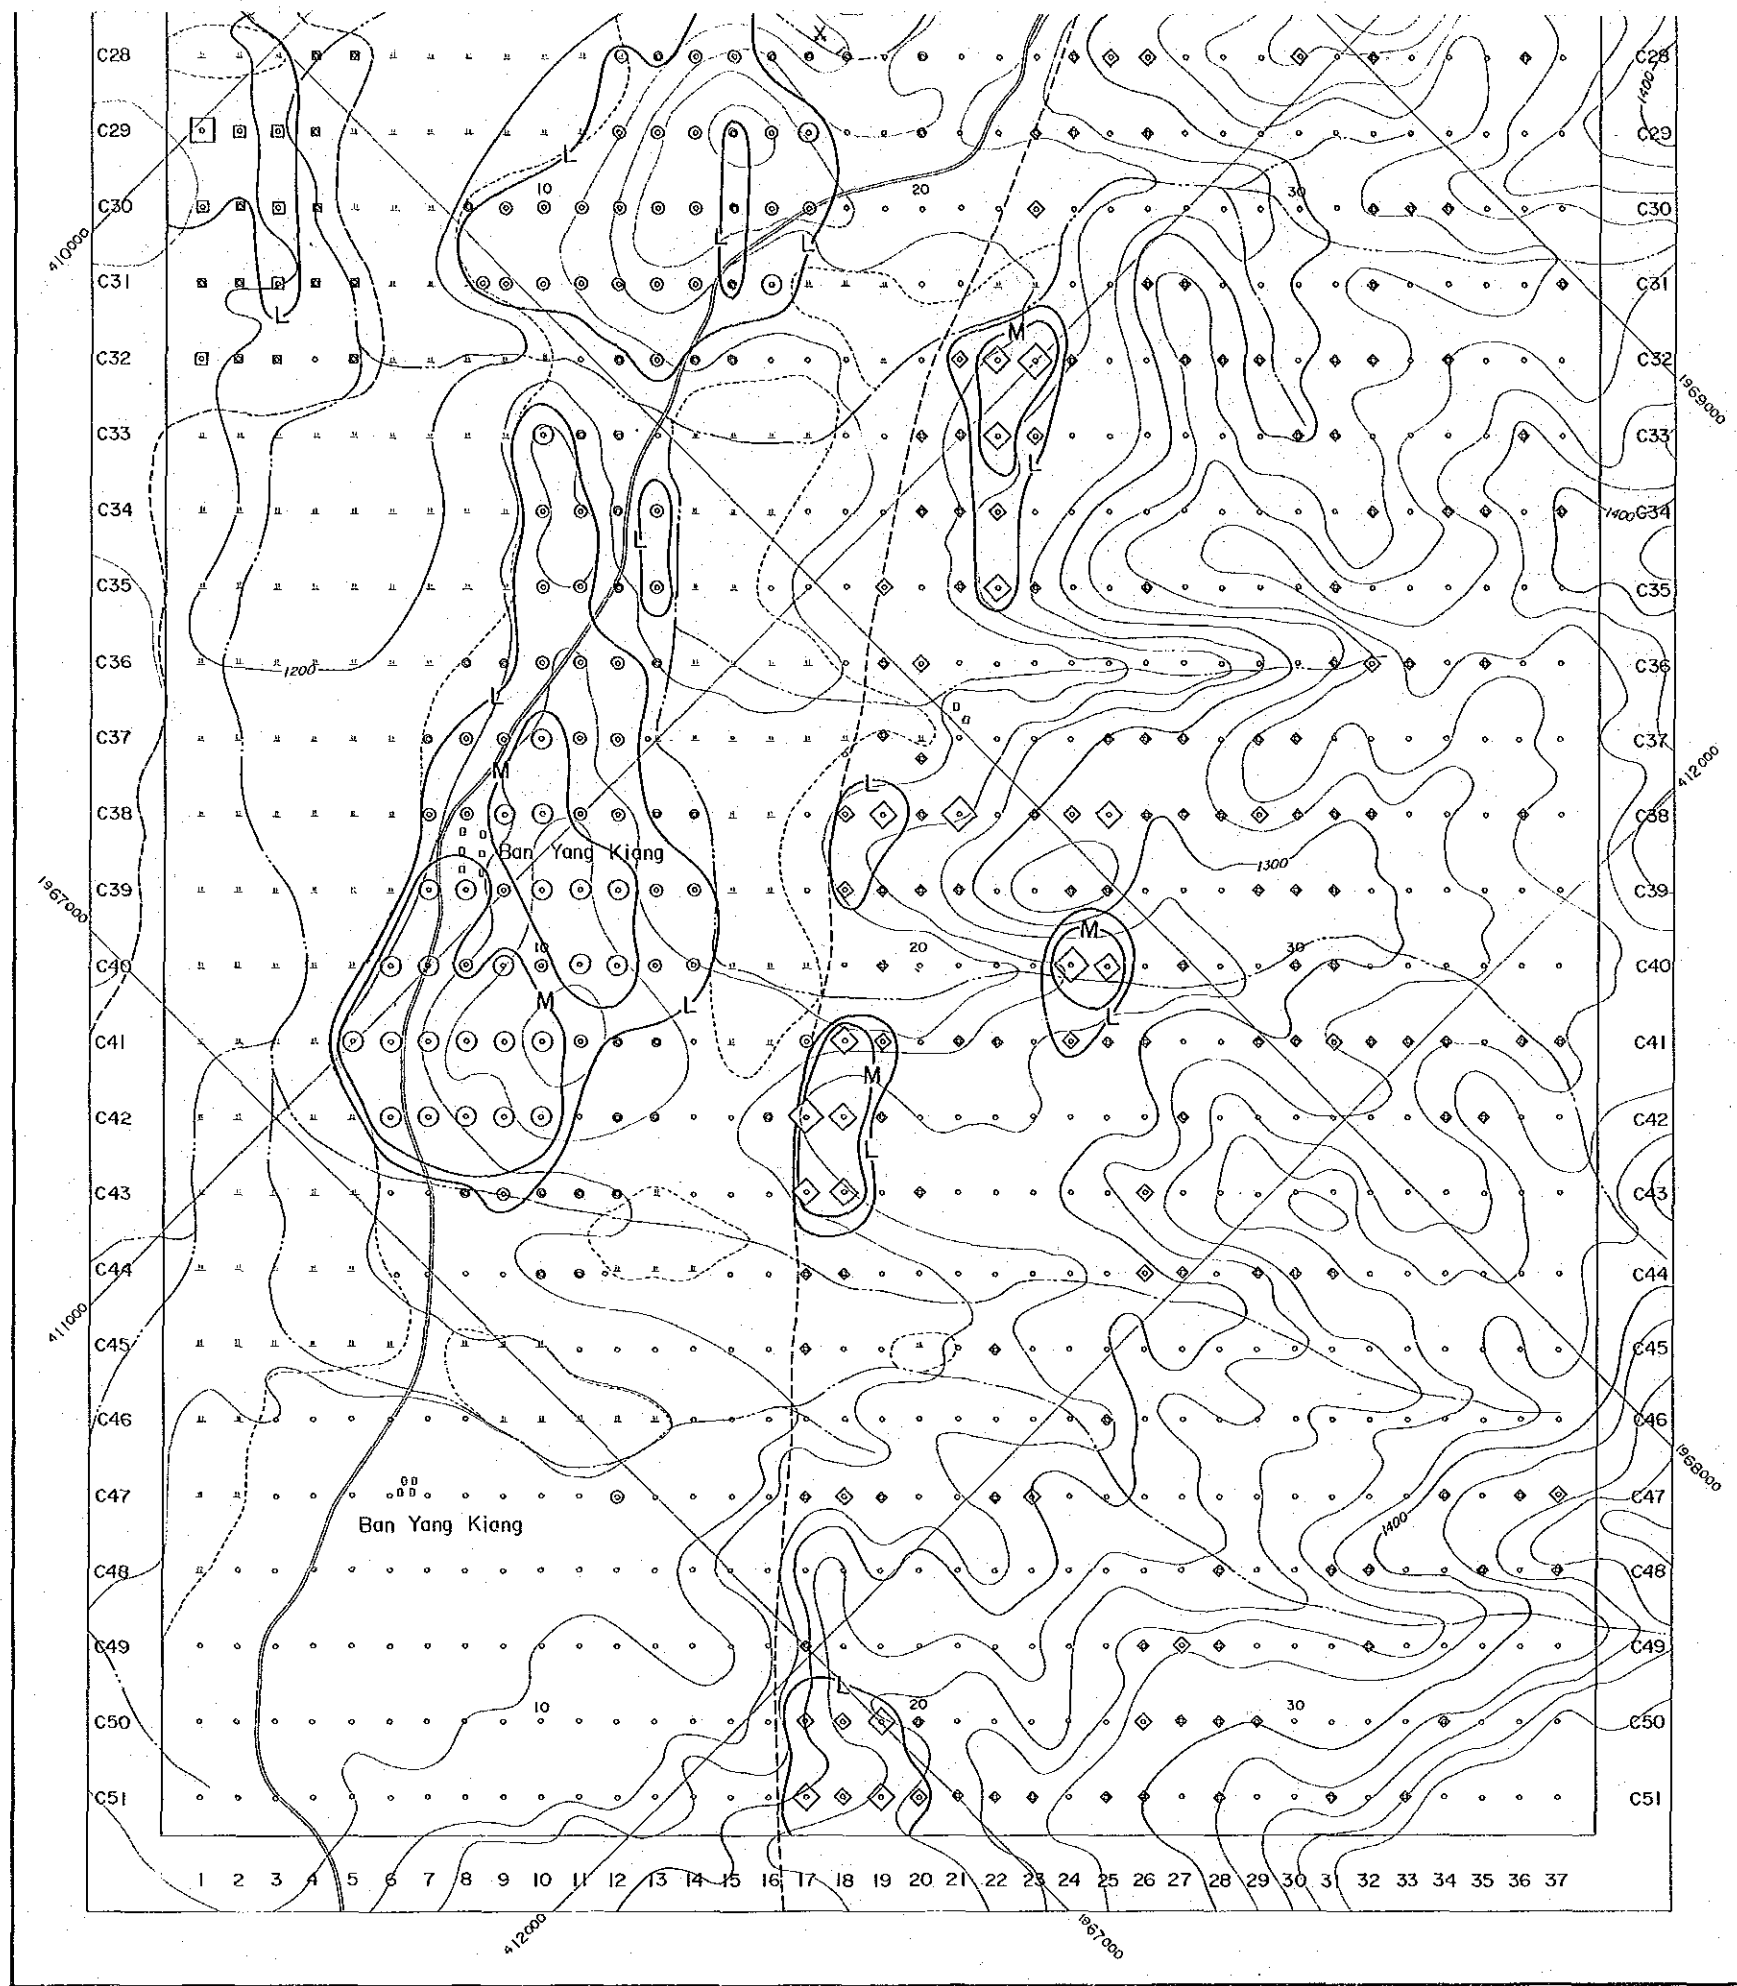 C28 C28
1400
C29 C29
C30 10 20 30 C30
L
410000
L L
C31 C31
L
M
C32 C32
1969000
C33 C33
L
C34 1400 C34
L
C35 C35
C36 1200 C36
L
C37 C37
M
412000
L
C38 C38
Ban Yang Kiang
1300
C39 C39
1967000
M
C40 10 20 30 C40
M L
L
C41 C41
M
C42 C42
L
C43 C43
C44 C44
411000
C45 C45
C46 C46
1968000
C47 C47
Ban Yang Kiang
1400
C48 C48
C49 C49
L
C50 10 20 30 C50
C51 C51
1 2 3 4 5 6 7 8 9 10 11 12 13 14 15 16 17 18 19 20 21 22 23 24 25 26 27 28 29 30 31 32 33 34 35 36 37
412000 1967000